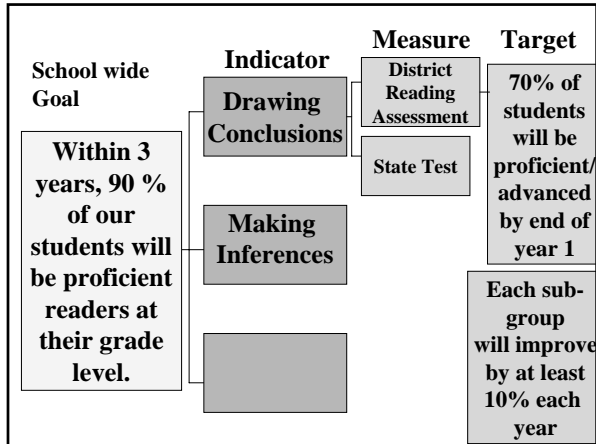 School wide
Goal
Within 3
years, 90 %
of our
students will
be proficient
readers at
their grade
level.
Indicator
Drawing
Conclusions
Making
Inferences
Measure
District
Reading
Assessment
State Test
Target
70% of
students
will be
proficient/
advanced
by end of
year 1
Each sub-
group
will improve
by at least
10% each
year